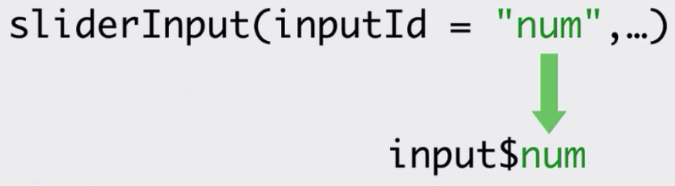 sliderInput(inputId = "num",…)
input$num